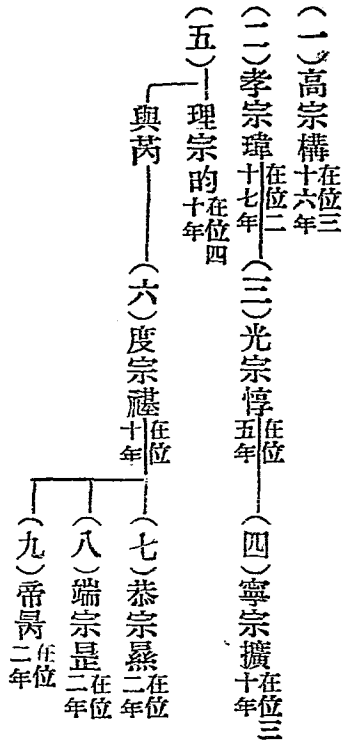 （一）高宗構在位三十六年
（二）孝宗瑋在位二十七年
（三）光宗惇在位五年
（四）寧宗擴在位三十年
（五）理宗昀在位四十年
與芮
（六）度宗禥在位十年
（七）恭宗㬎在位二年
（八）端宗昰在位二年
（九）帝昺在位二年